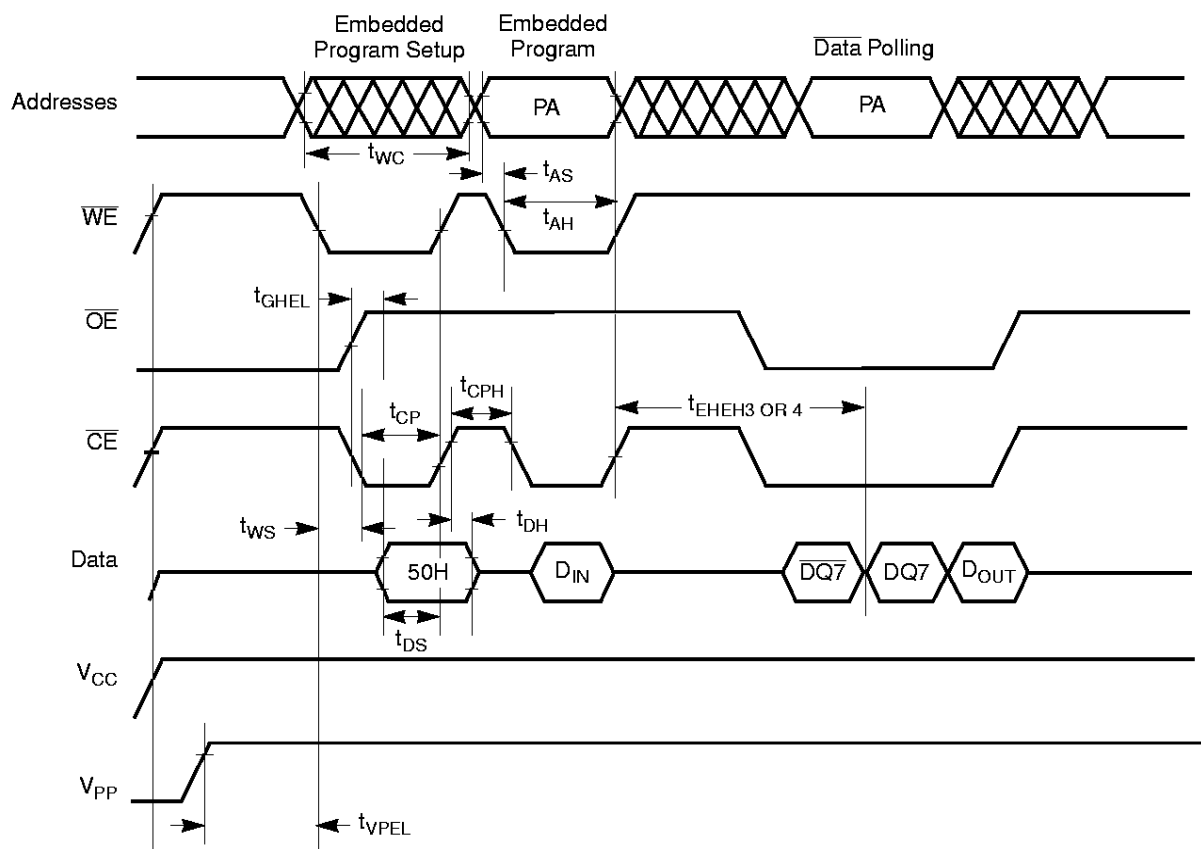 Embedded
Program Setup
Embedded
Program
Data Polling
Addresses
PA
PA
tWC
tAS
WE
tAH
tGHEL
OE
tCPH
tCP
tEHEH3 OR 4
CE
tWS
tDH
Data
50H
DIN
DQ7
DQ7
DOUT
tDS
VCC
VPP
tVPEL